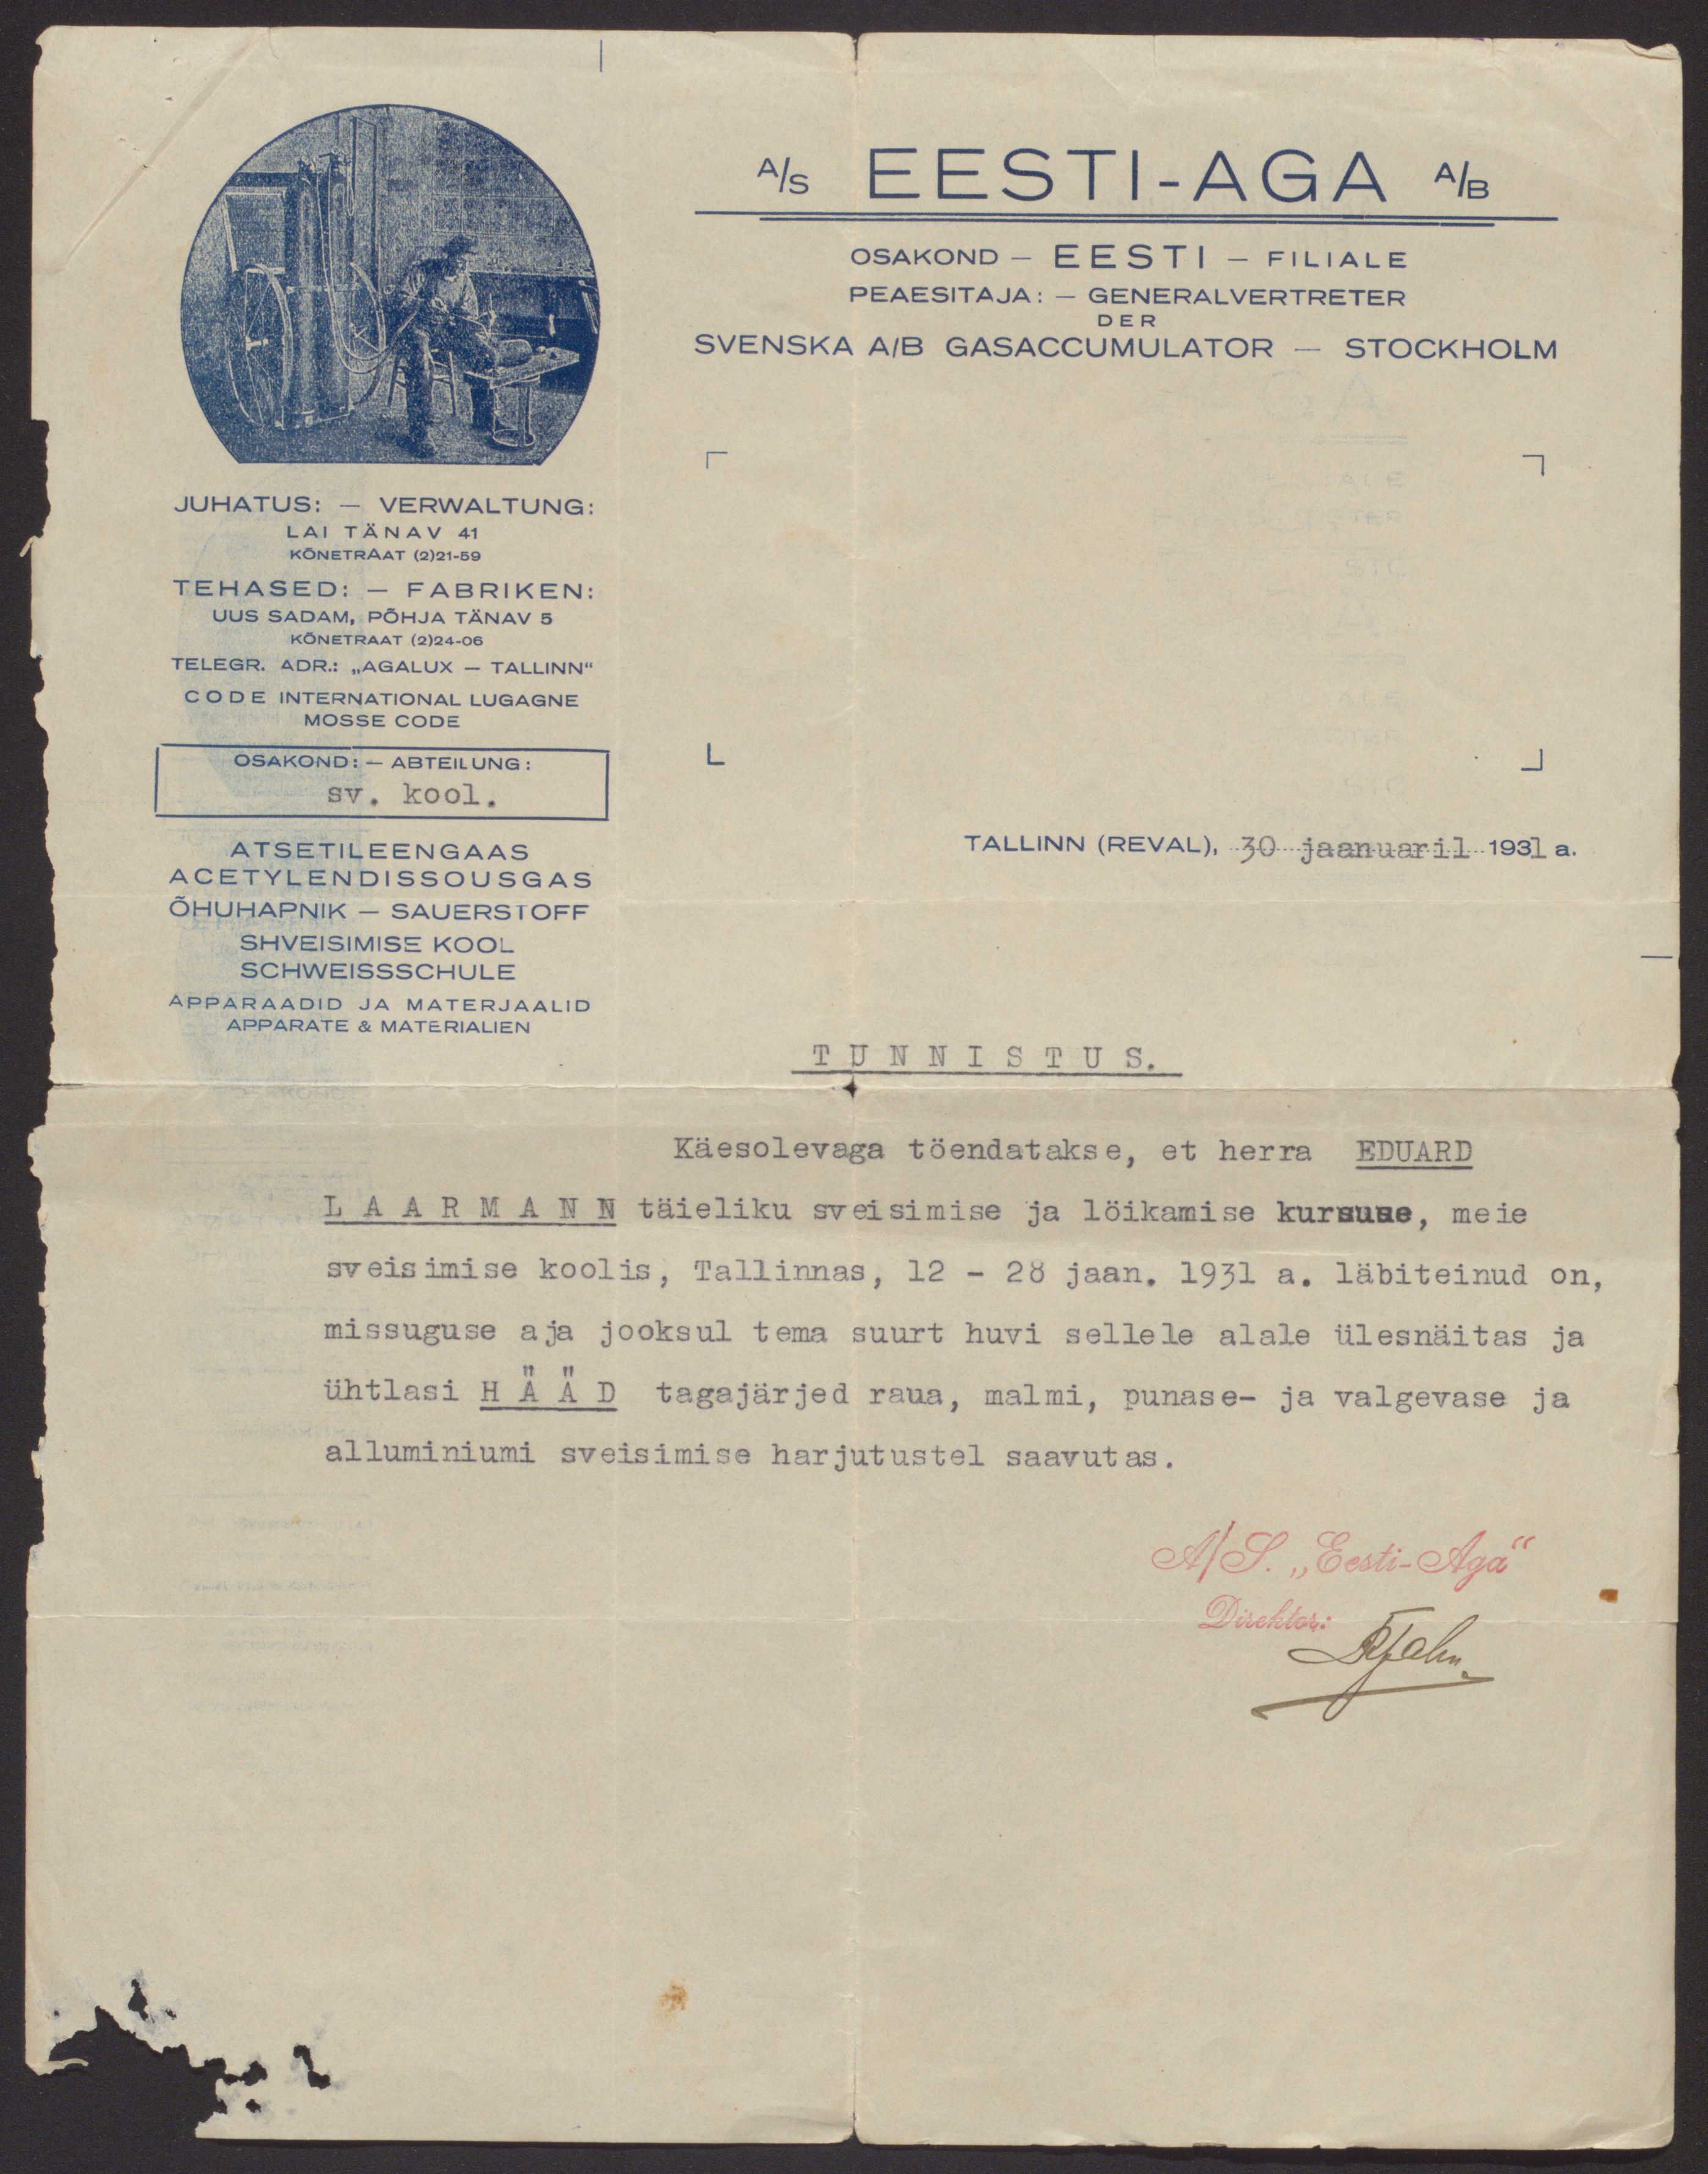 A/S EESTI-AGA A/B
OSAKOND — EESTI — FILIALE
PEAESITAJA: — GENERALVERTRETER
DER
SVENSKA A/B GASACCUMULATOR — STOCKHOLM
JUHATUS: — VERWALTUNG:
LAI TÄNAV 41
KÕNETRAAT (2)21-59
TEHASED: — FABRIKEN:
UUS SADAM, PÕHJA TÄNAV 5
KÕNETRAAT (2)24-06
TELEGR. ADR.: „AGALUX — TALLINN“
CODE INTERNATIONAL LUGAGNE
MOSSE CODE
OSAKOND: — ABTEILUNG:
sv. kool.
ATSETILEENGAAS
ACETYLENDISSOUSGAS
ÕHUHAPNIK — SAUERSTOFF
SHVEISIMISE KOOL
SCHWEISSSCHULE
APPARAADID JA MATERJAALID
APPARATE & MATERIALIEN
TALLINN (REVAL), 30 jaanuaril 1931 a.
T U N N I S T U S.
Käesolevaga töendatakse, et herra EDUARD
L A A R M A N N täieliku sveisimise ja löikamise kursuse, meie
sveisimise koolis, Tallinnas, 12 - 28 jaan. 1931 a. läbiteinud on,
missuguse aja jooksul tema suurt huvi sellele alale ülesnäitas ja
ühtlasi H Ä Ä D tagajärjed raua, malmi, punase- ja valgevase ja
alluminiumi sveisimise harjutustel saavutas.
A/S. „Eesti-Aga“
Direktor: